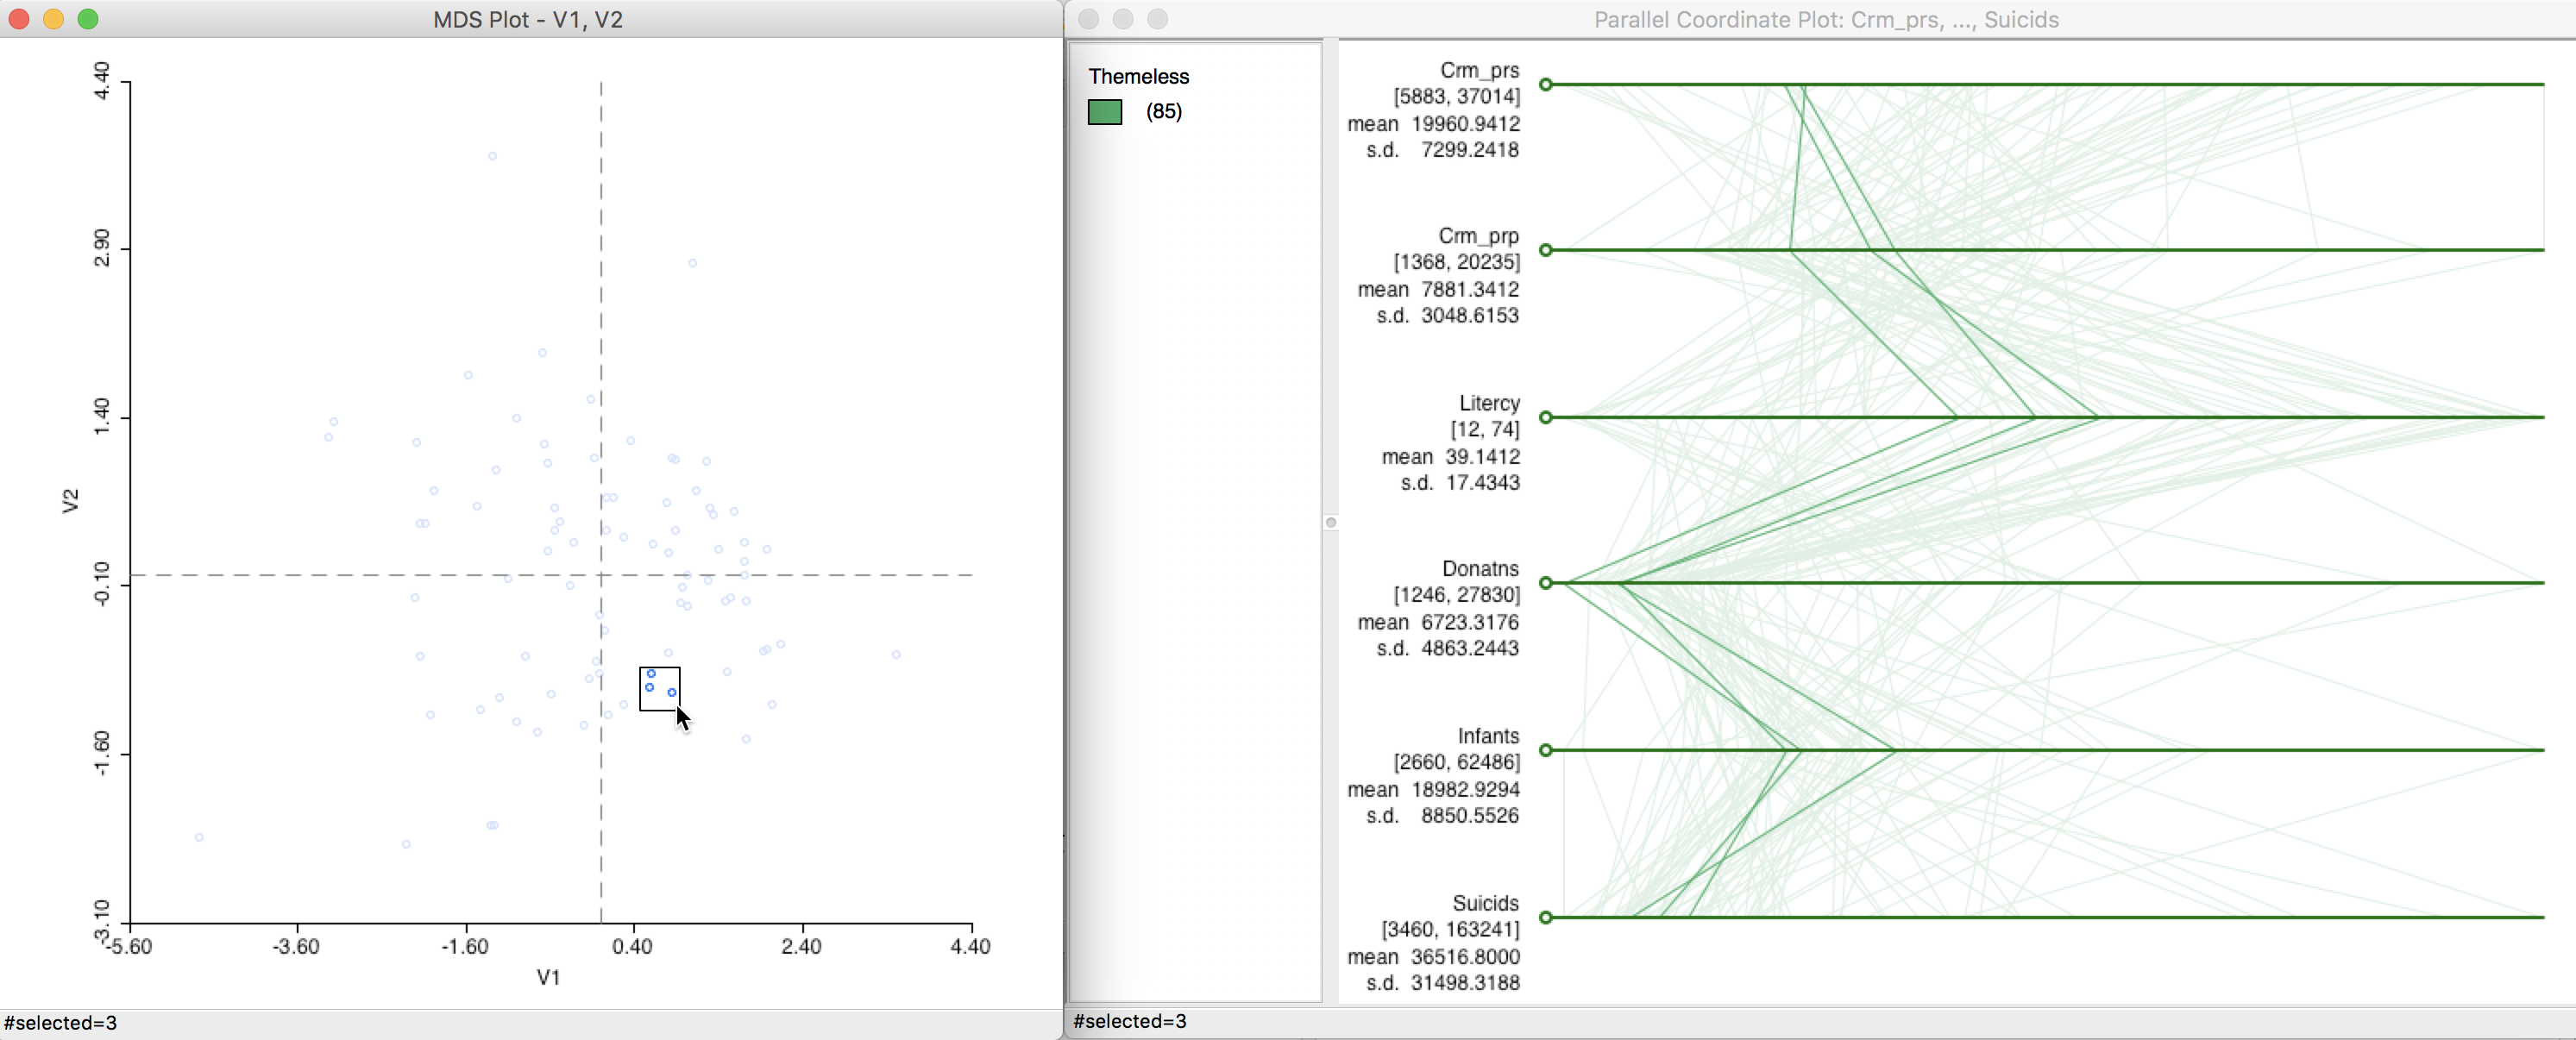 MDS Plot - V1, V2
4.40
2.90
1.40
-0.10
-1.60
-3.10
V2
-5.60
-3.60
-1.60
0.40
2.40
4.40
V1
#selected=3
Parallel Coordinate Plot: Crm_prs, ..., Suicids
Themeless
(85)
Crm_prs
[5883, 37014]
mean 19960.9412
s.d. 7299.2418
Crm_prp
[1368, 20235]
mean 7881.3412
s.d. 3048.6153
Litercy
[12, 74]
mean 39.1412
s.d. 17.4343
Donatns
[1246, 27830]
mean 6723.3176
s.d. 4863.2443
Infants
[2660, 62486]
mean 18982.9294
s.d. 8850.5526
Suicids
[3460, 163241]
mean 36516.8000
s.d. 31498.3188
#selected=3